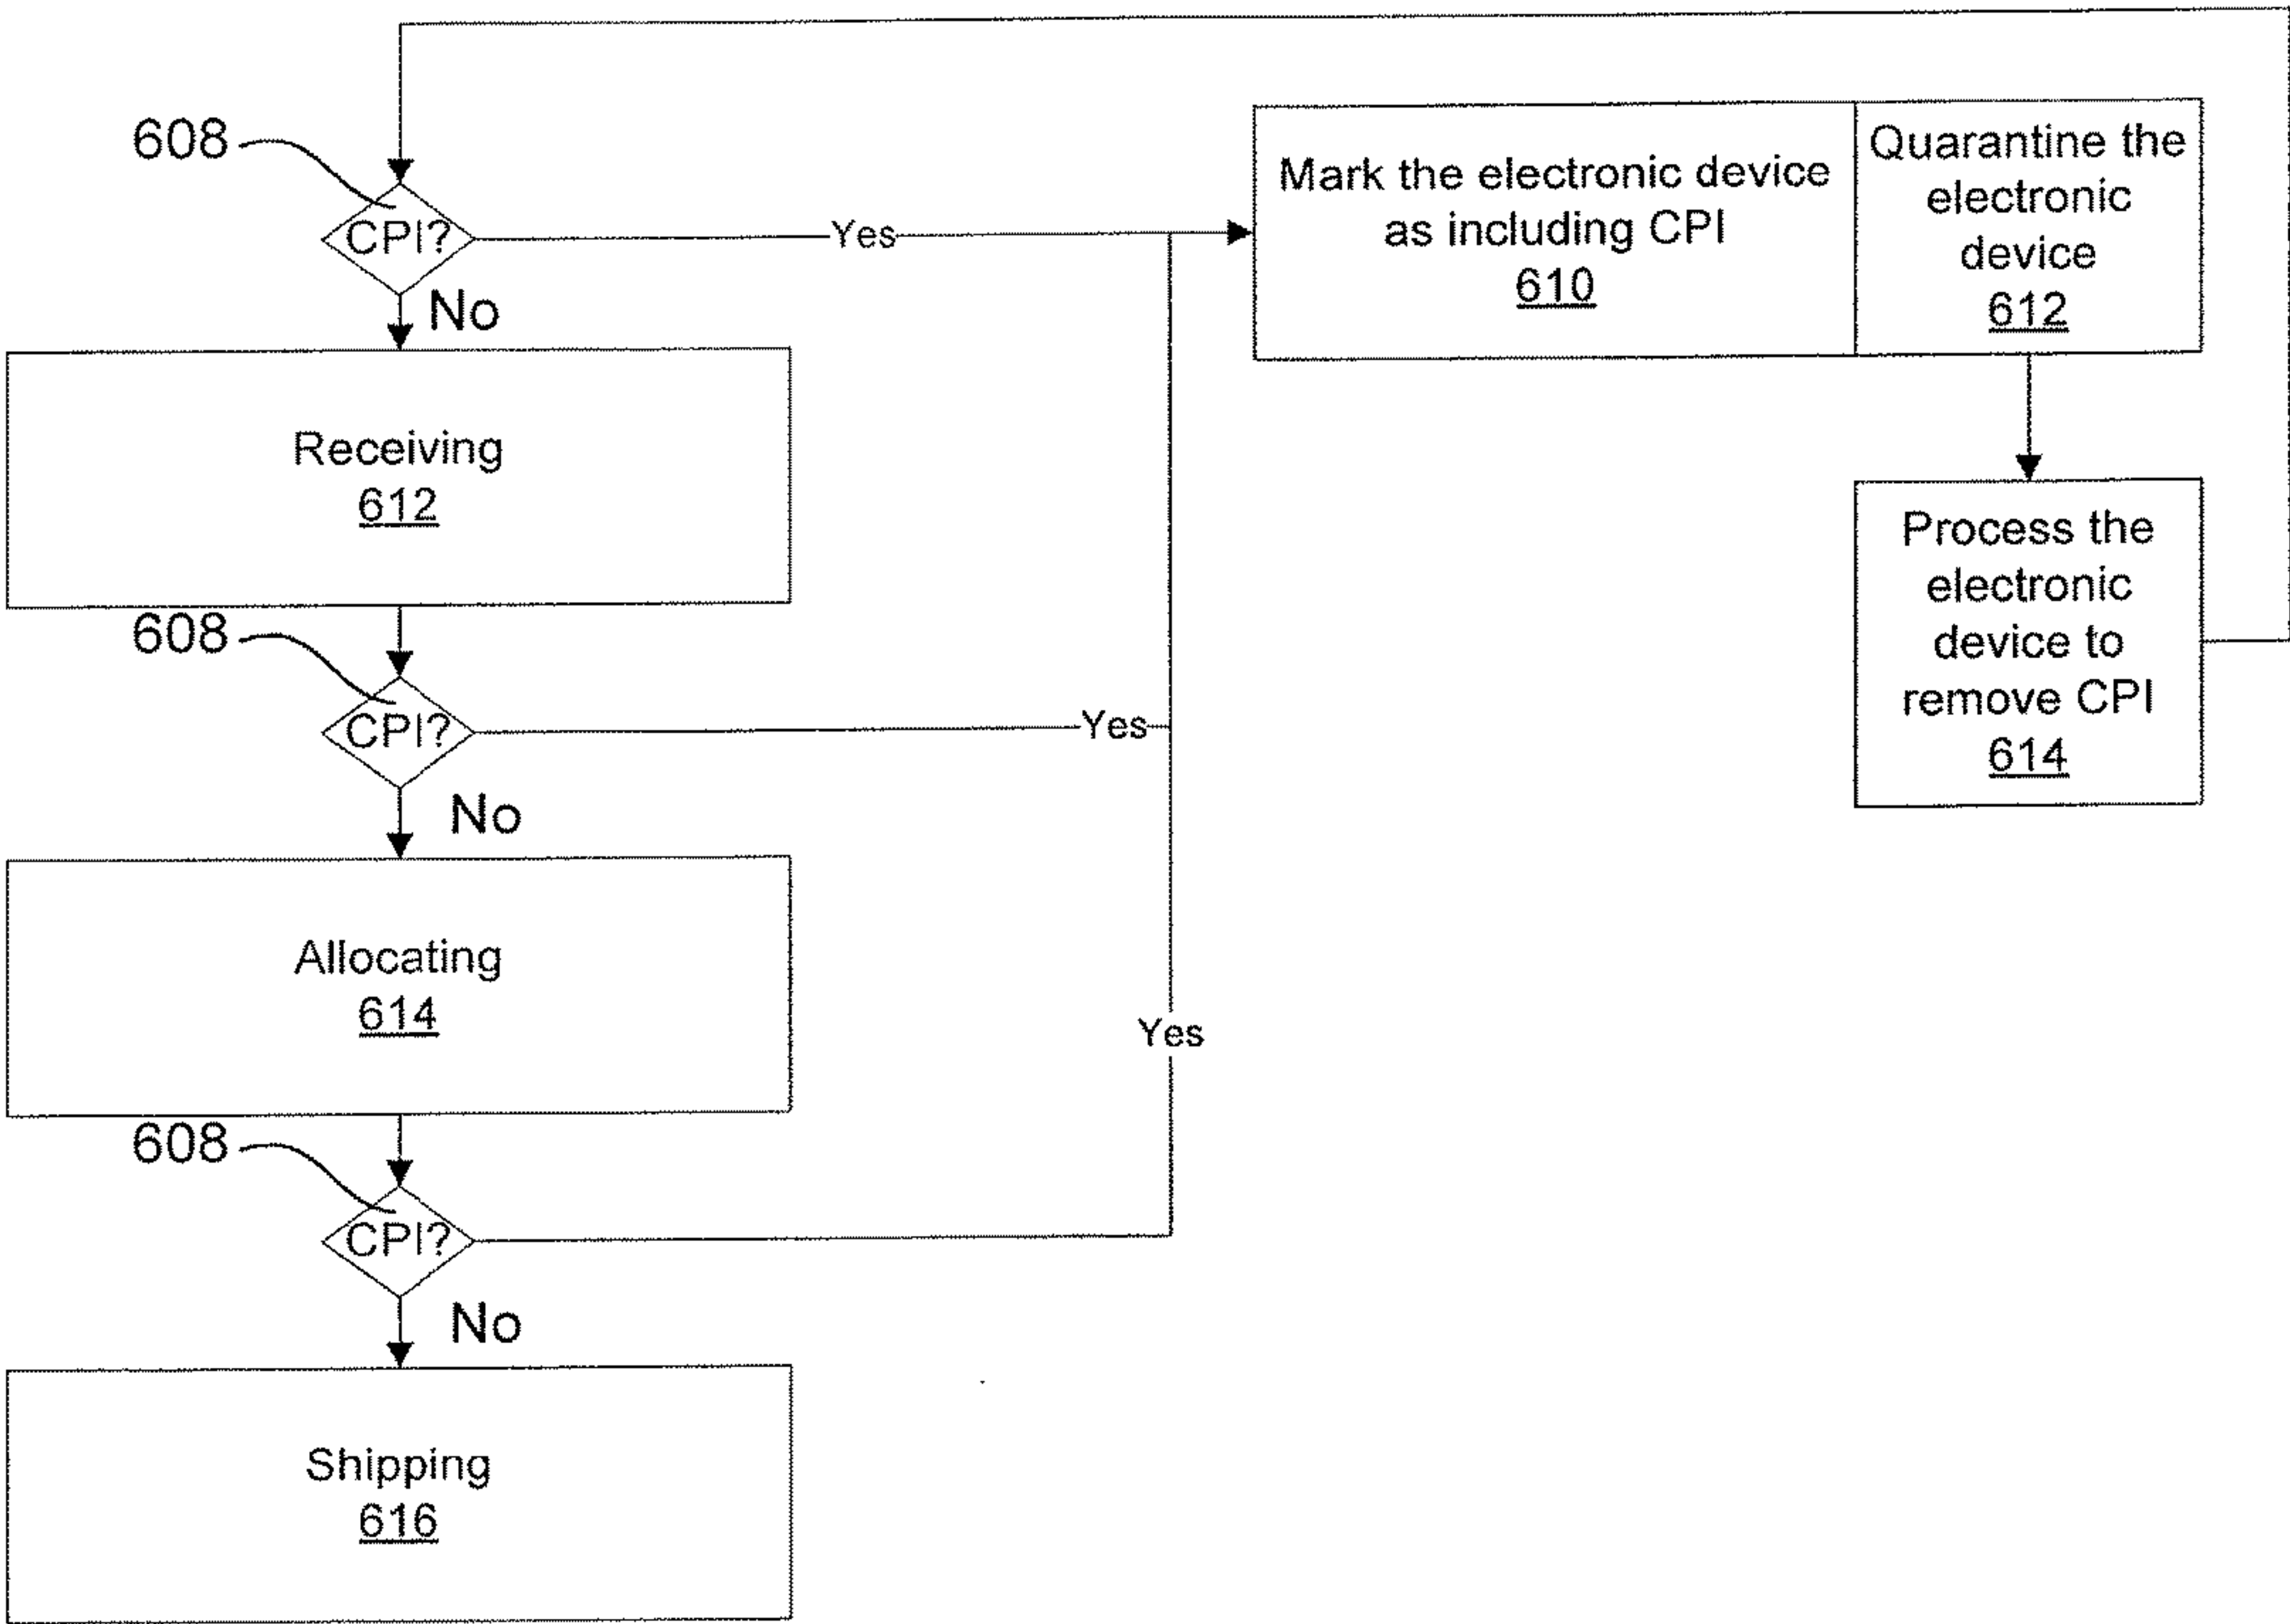 608
CPI?
Yes
No
Mark the electronic device
as including CPI
610
Quarantine the
electronic
device
612
Receiving
612
Process the
electronic
device to
remove CPI
614
608
CPI?
Yes
No
Allocating
614
Yes
608
CPI?
No
Shipping
616